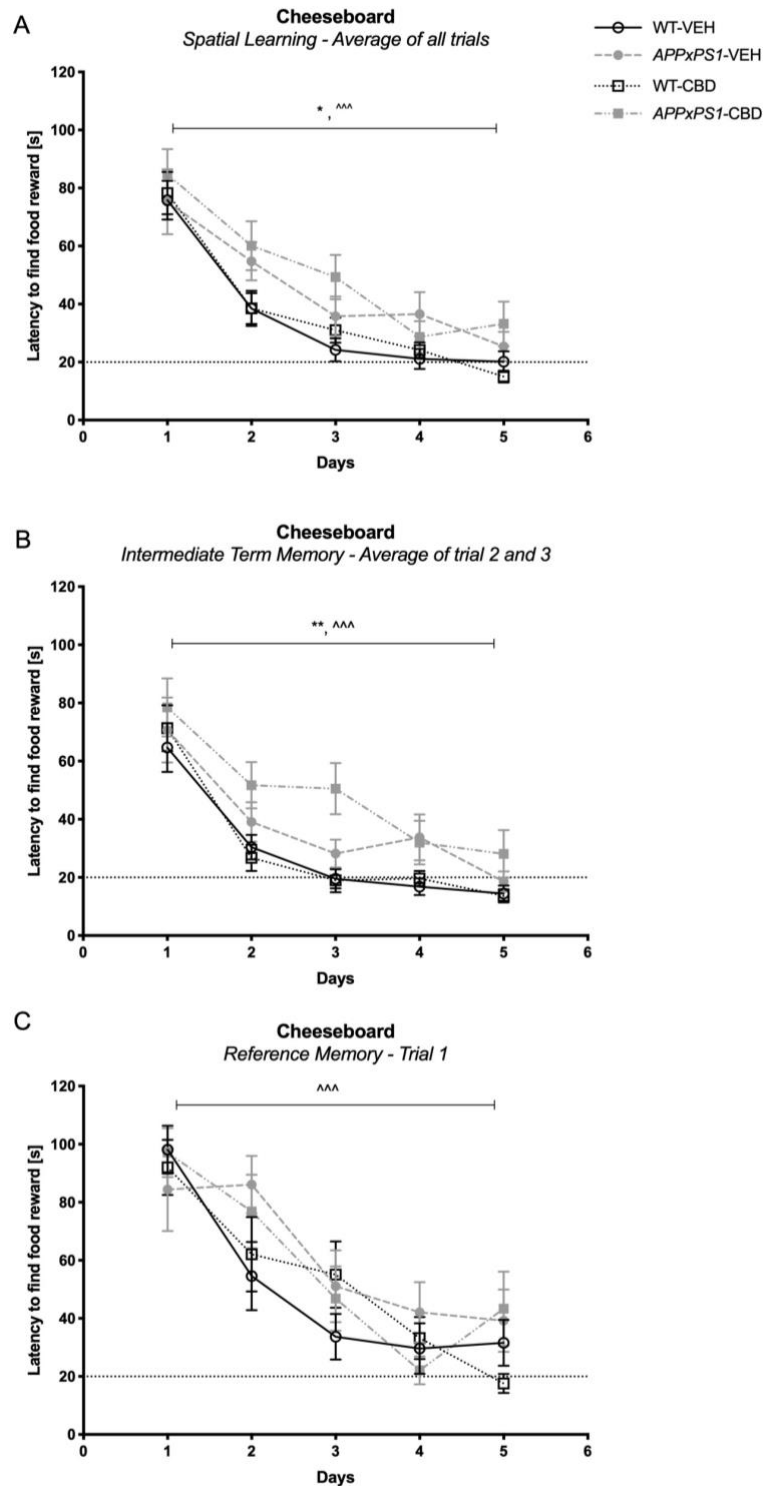 A
Cheeseboard
Spatial Learning - Average of all trials
WT-VEH
APPxPS1-VEH
WT-CBD
APPxPS1-CBD
*, ^^^
Latency to find food reward [s]
120
100
80
60
40
20
0
0 1 2 3 4 5 6
Days
B
Cheeseboard
Intermediate Term Memory - Average of trial 2 and 3
**, ^^^
Latency to find food reward [s]
120
100
80
60
40
20
0
0 1 2 3 4 5 6
Days
C
Cheeseboard
Reference Memory - Trial 1
^^^
Latency to find food reward [s]
120
100
80
60
40
20
0
0 1 2 3 4 5 6
Days